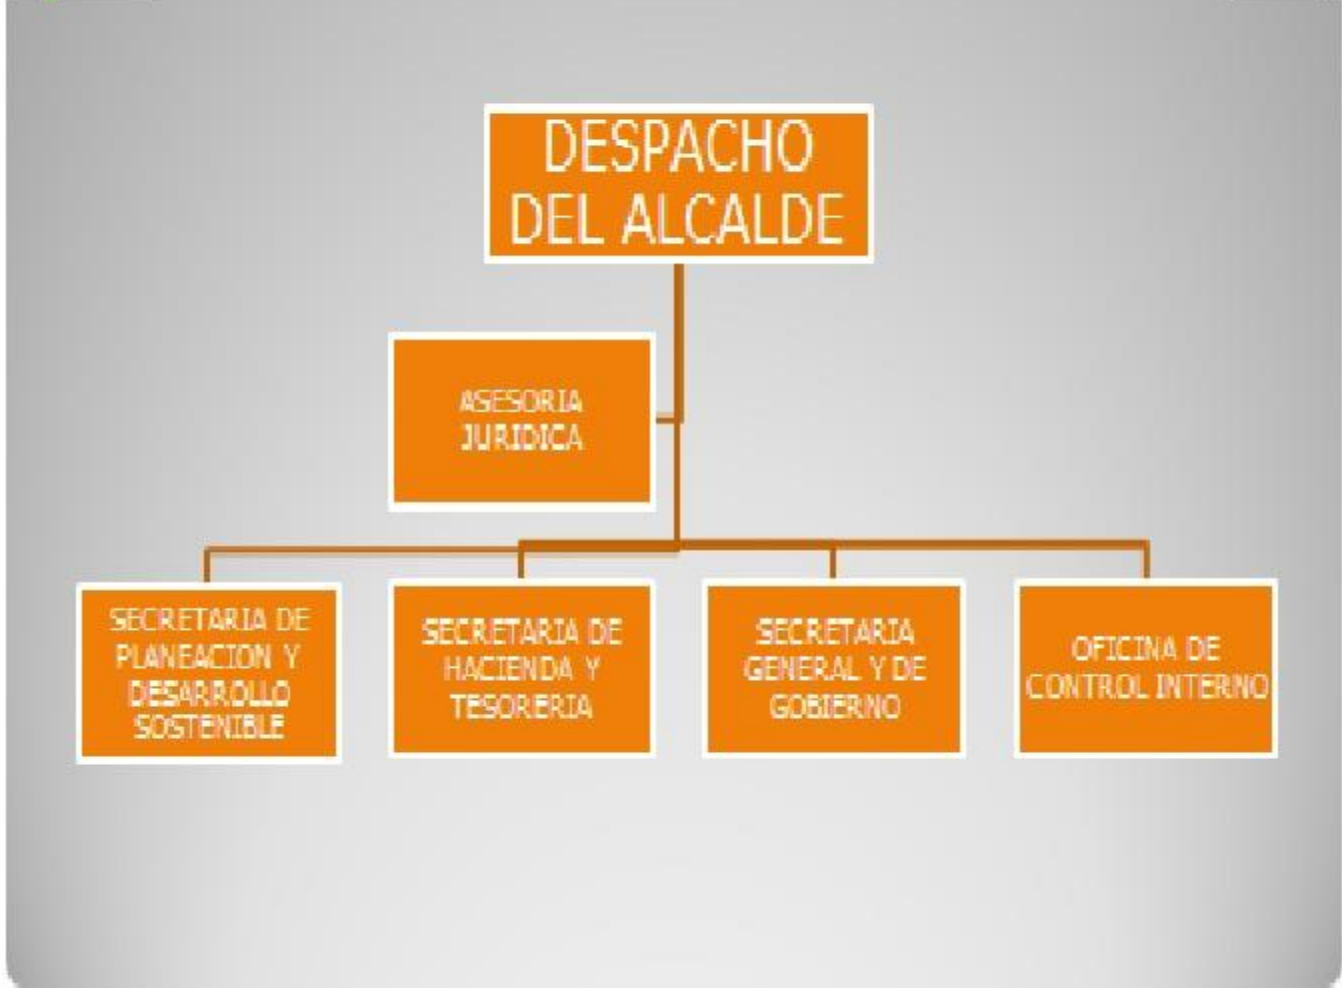 DESPACHO
DEL ALCALDE
ASESORIA
JURIDICA
SECRETARIA DE
PLANEACION Y
DESARROLLO
SOSTENIBLE
SECRETARIA DE
HACIENDA Y
TESORERIA
SECRETARIA
GENERAL Y DE
GOBIERNO
OFICINA DE
CONTROL INTERNO